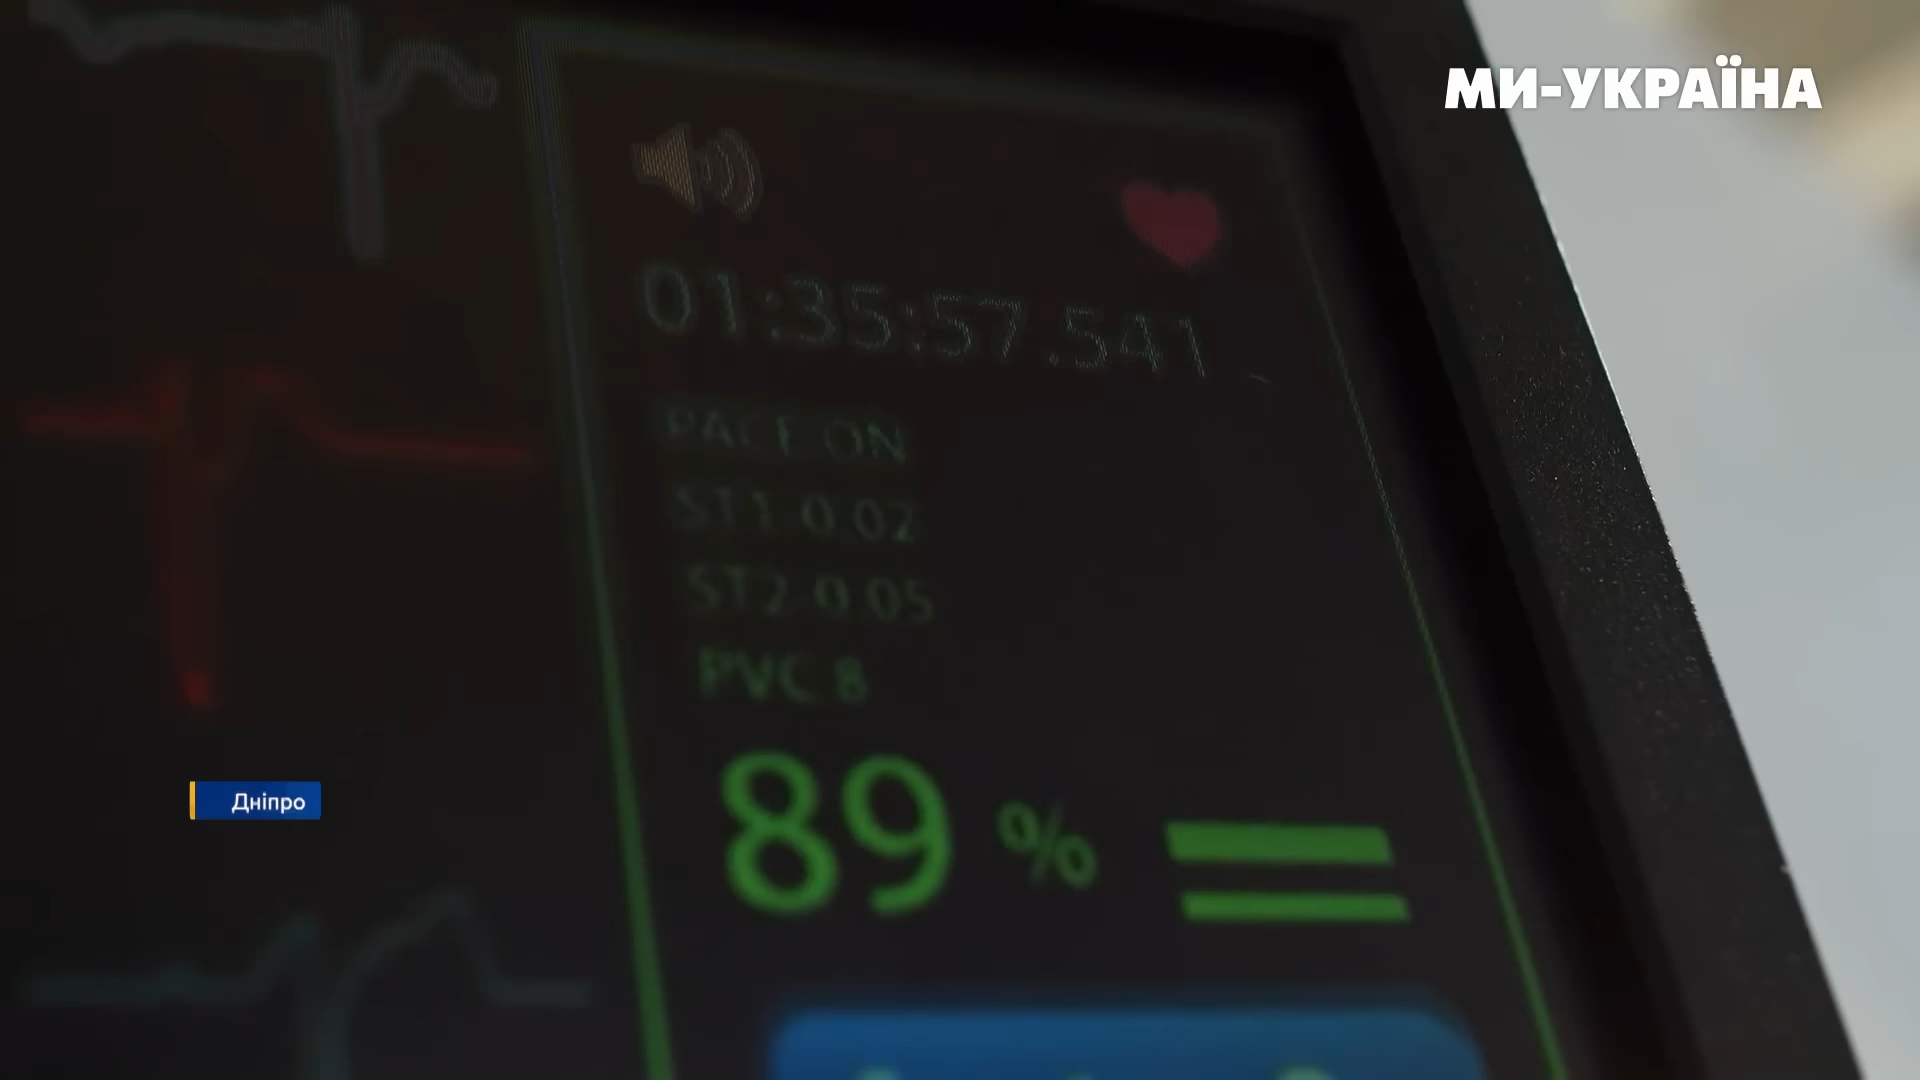 МИ-УКРАЇНА
01:35:57.541
PACE ON
ST1 0.02
ST2 0.05
PVC 8
89 %
Дніпро